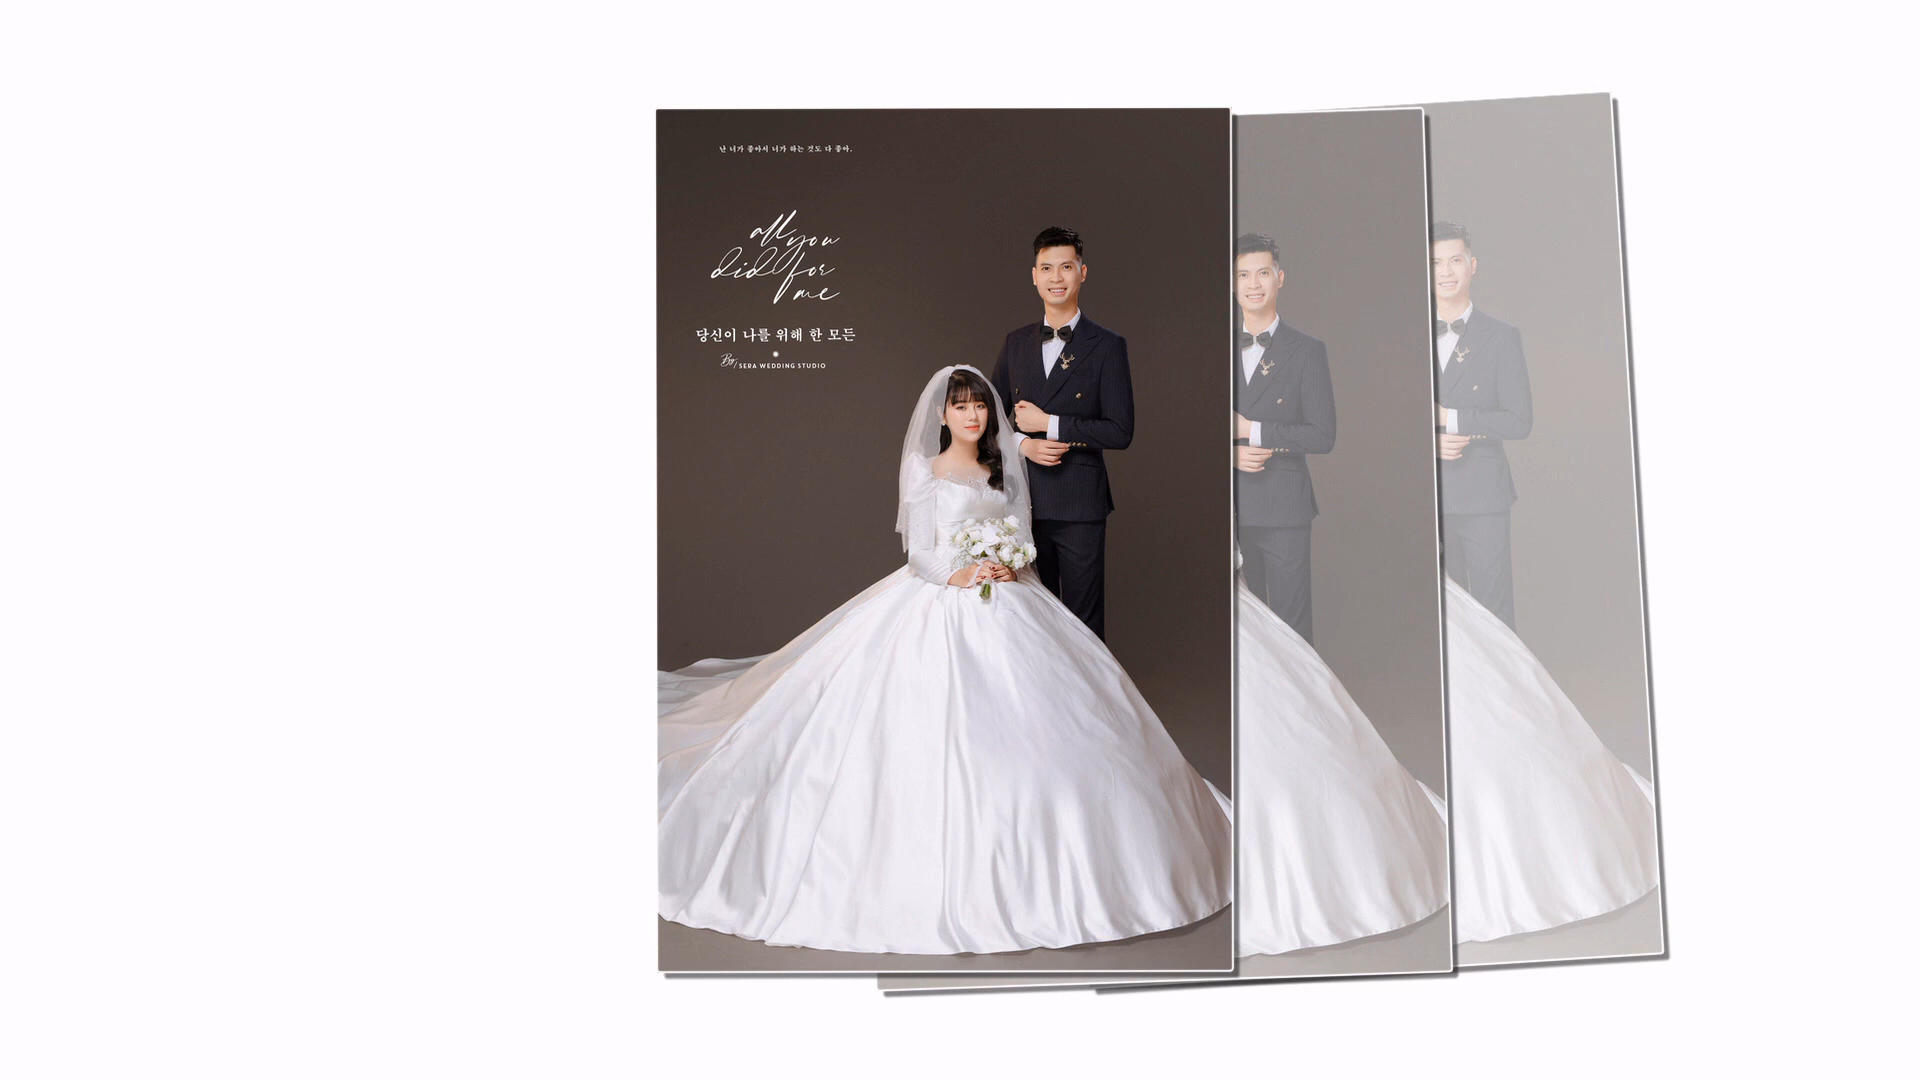 난 너가 좋아서 너가 하는 것도 다 좋아.
all you
did for
me
당신이 나를 위해 한 모든
By/ SERA WEDDING STUDIO